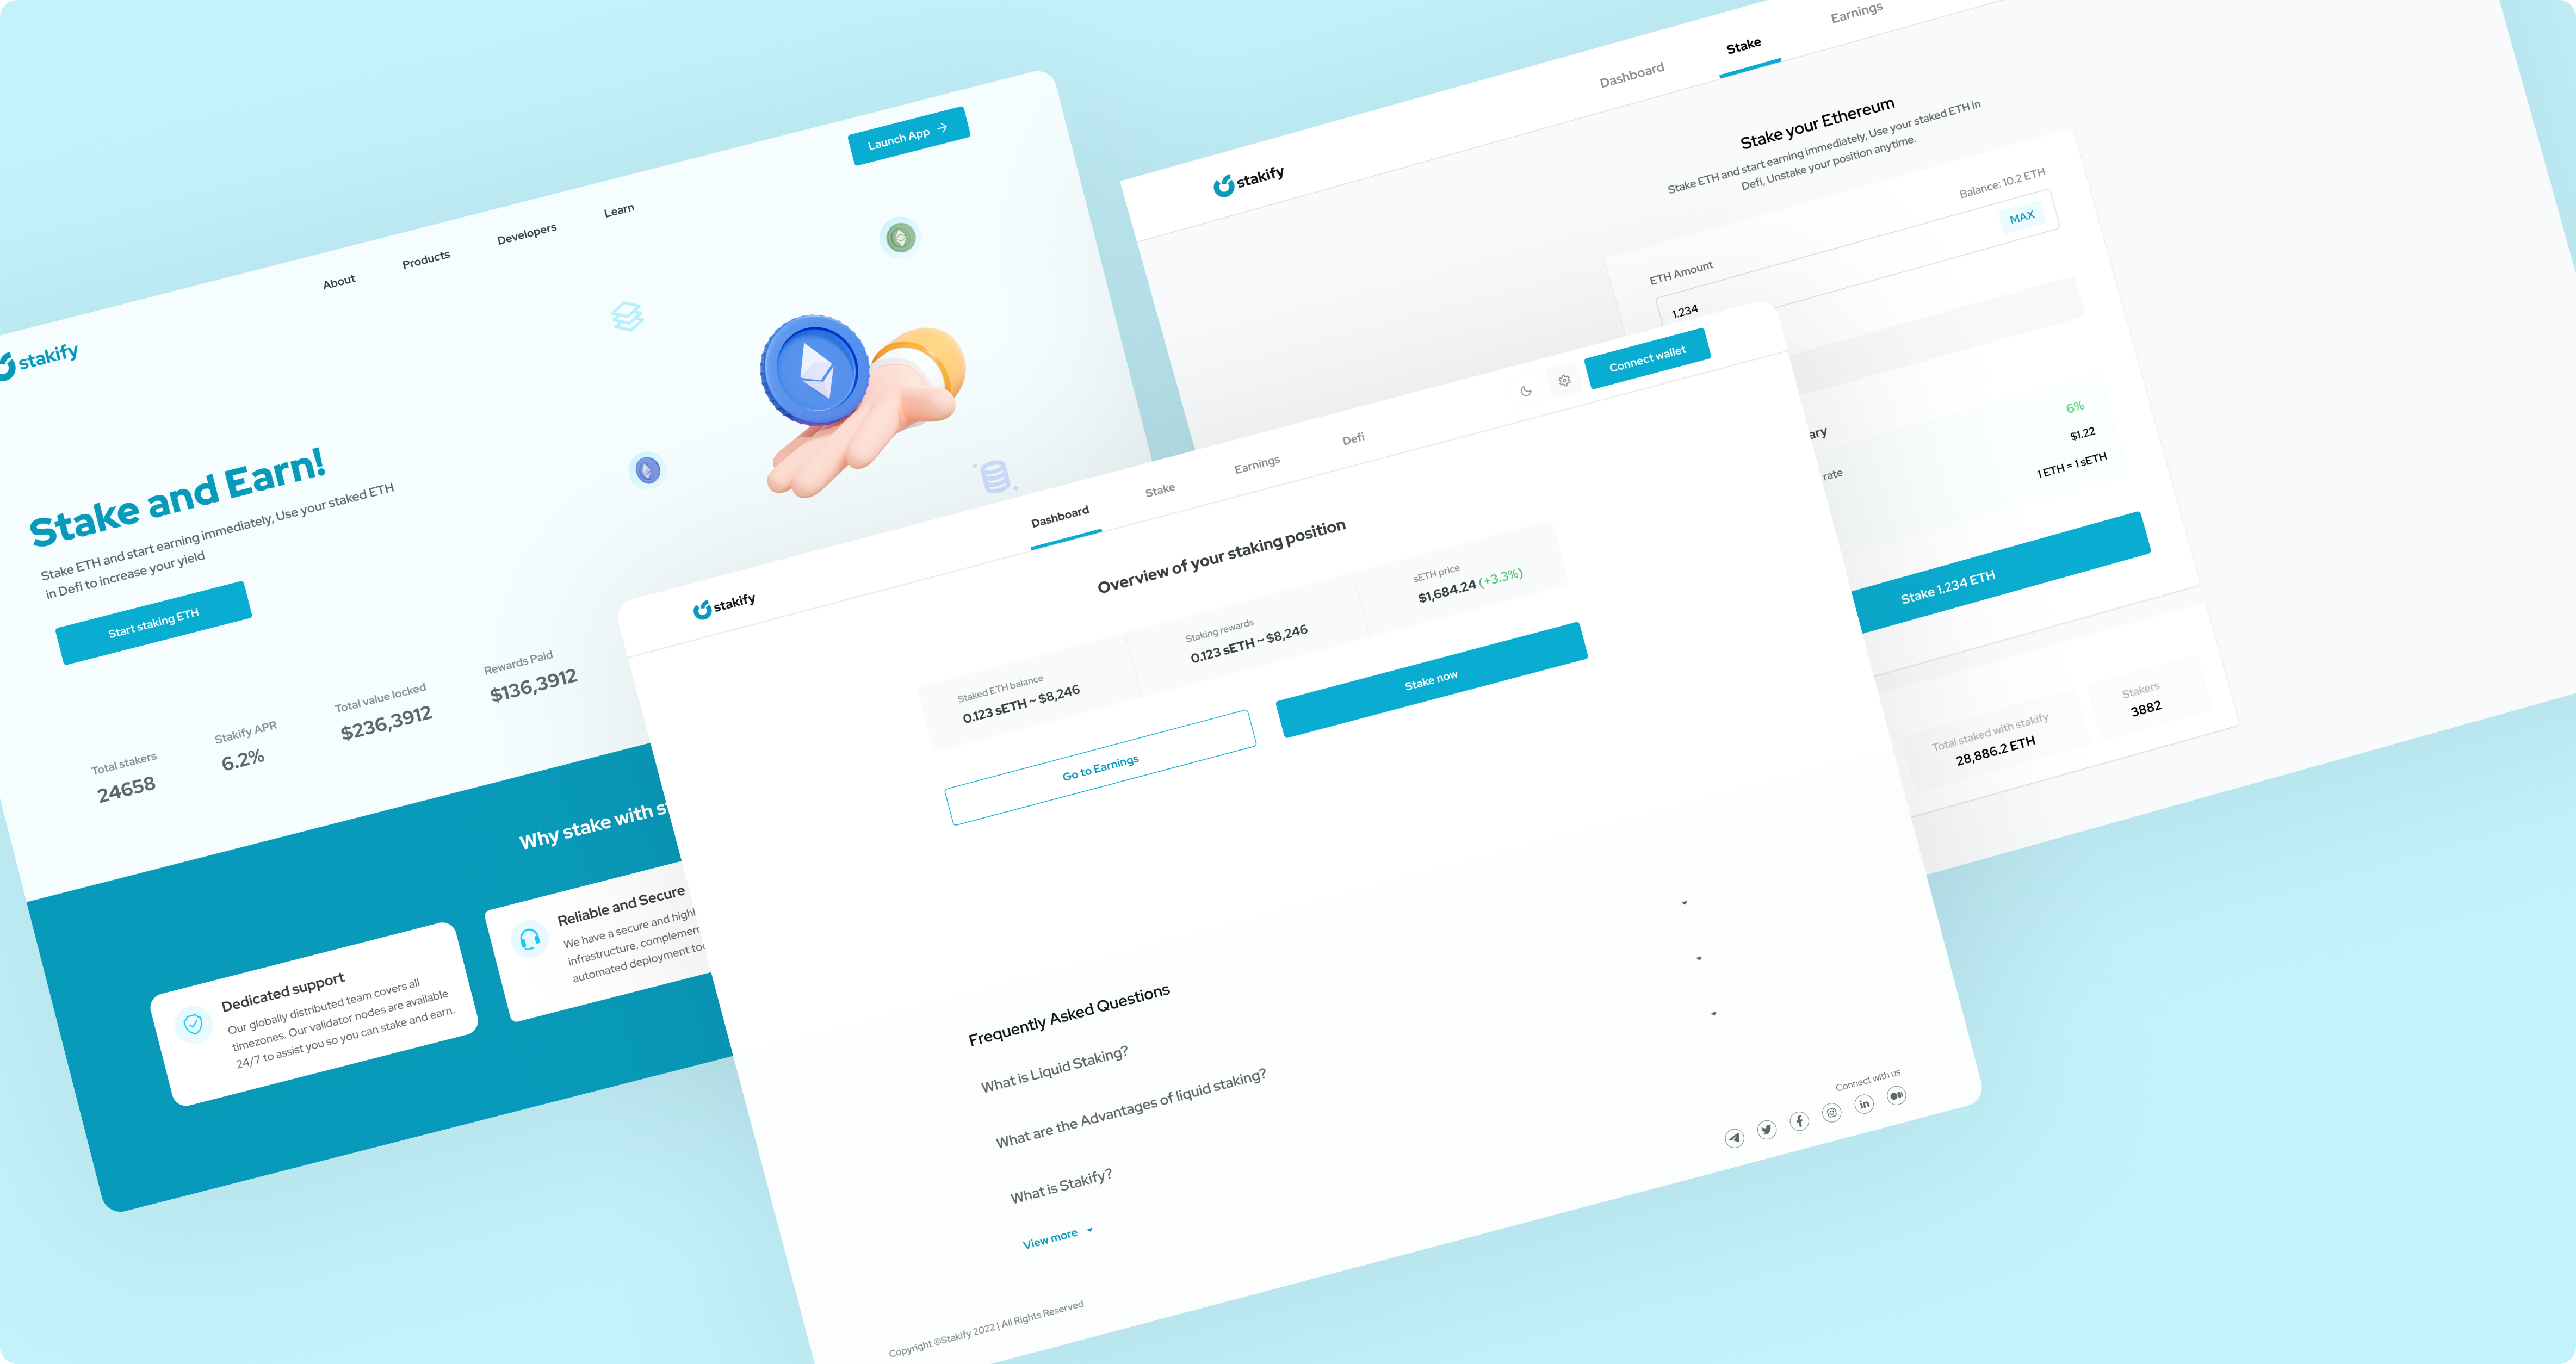 stakify
About
Products
Developers
Learn
Launch App
Stake and Earn!
Stake ETH and start earning immediately, Use your staked ETH
in Defi to increase your yield
Start staking ETH
Total stakers
24658
Stakify APR
6.2%
Total value locked
$236,3912
Rewards Paid
$136,3912
Why stake with
Dedicated support
Our globally distributed team covers all
timezones. Our validator nodes are available
24/7 to assist you so you can stake and earn.
Reliable and Secure
We have a secure and
infrastructure,
automated deployment
stakify
Dashboard
Stake
Earnings
Defi
Connect wallet
Overview of your staking position
Staked ETH balance
0.123 sETH ~ $8,246
Staking rewards
0.123 sETH ~ $8,246
sETH price
$1,684.24 (+3.3%)
Go to Earnings
Stake now
Frequently Asked Questions
What is Liquid Staking?
What are the Advantages of liquid staking?
What is Stakify?
View more
Connect with us
Copyright ©Stakify 2022 | All Rights Reserved
stakify
Dashboard
Stake
Earnings
Stake your Ethereum
Stake ETH and start earning immediately, Use your staked ETH in
Defi, Unstake your position anytime.
ETH Amount
Balance: 10.2 ETH
1.234
MAX
6%
$1.22
rate
1 ETH = 1 sETH
Stake 1.234 ETH
Total staked with stakify
28,886.2 ETH
Stakers
3882